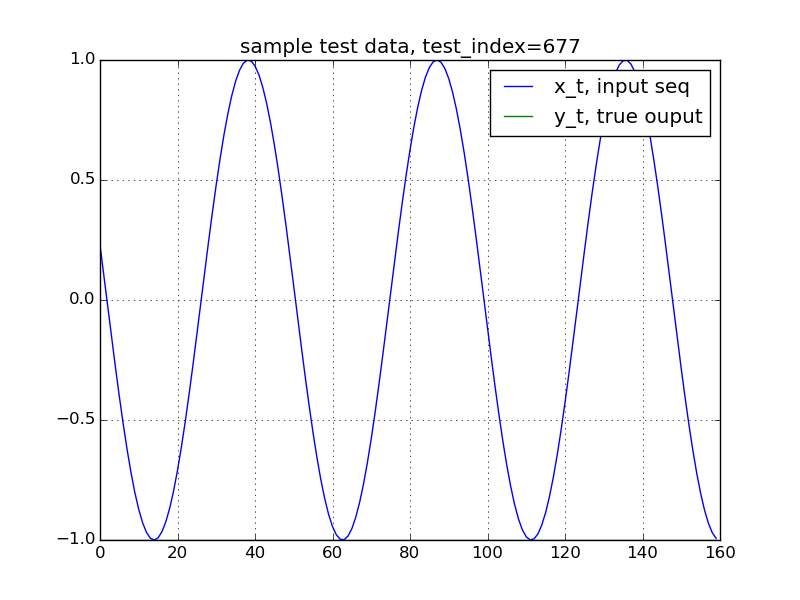 sample test data, test_index=677
x_t, input seq
y_t, true ouput
1.0
0.5
0.0
−0.5
−1.0
0 20 40 60 80 100 120 140 160